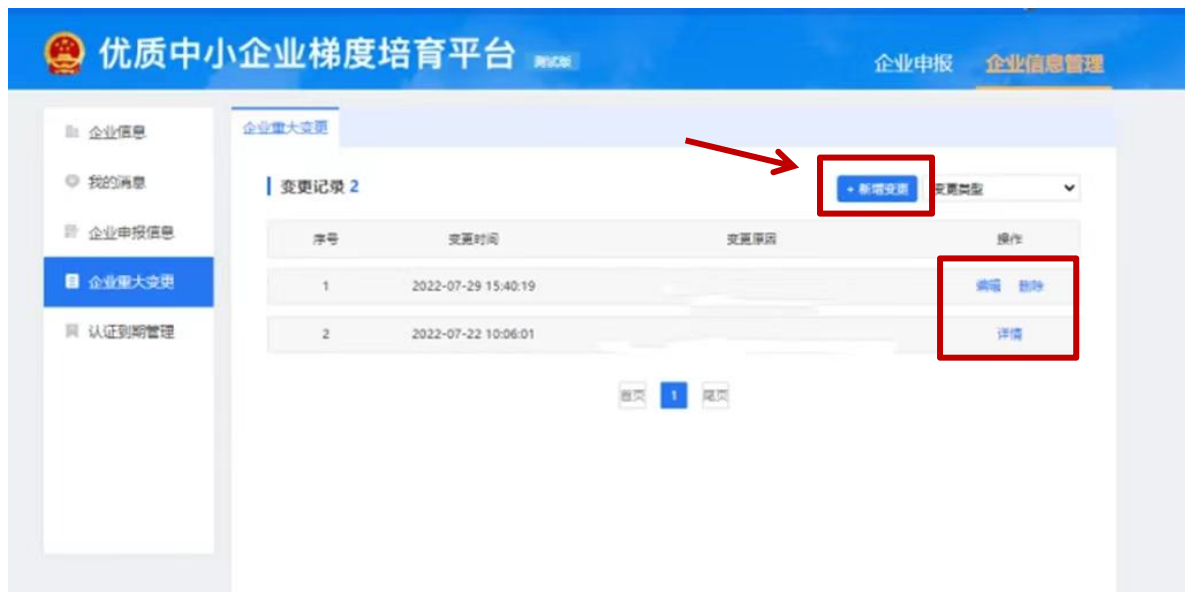 优质中小企业梯度培育平台 测试版
企业申报 企业信息管理
企业信息
我的消息
企业申报信息
企业重大变更
认证到期管理
企业重大变更
变更记录 2
+ 新增变更 变更类型
序号 变更时间 变更原因 操作
1 2022-07-29 15:40:19 编辑 删除
2 2022-07-22 10:06:01 详情
首页 1 尾页